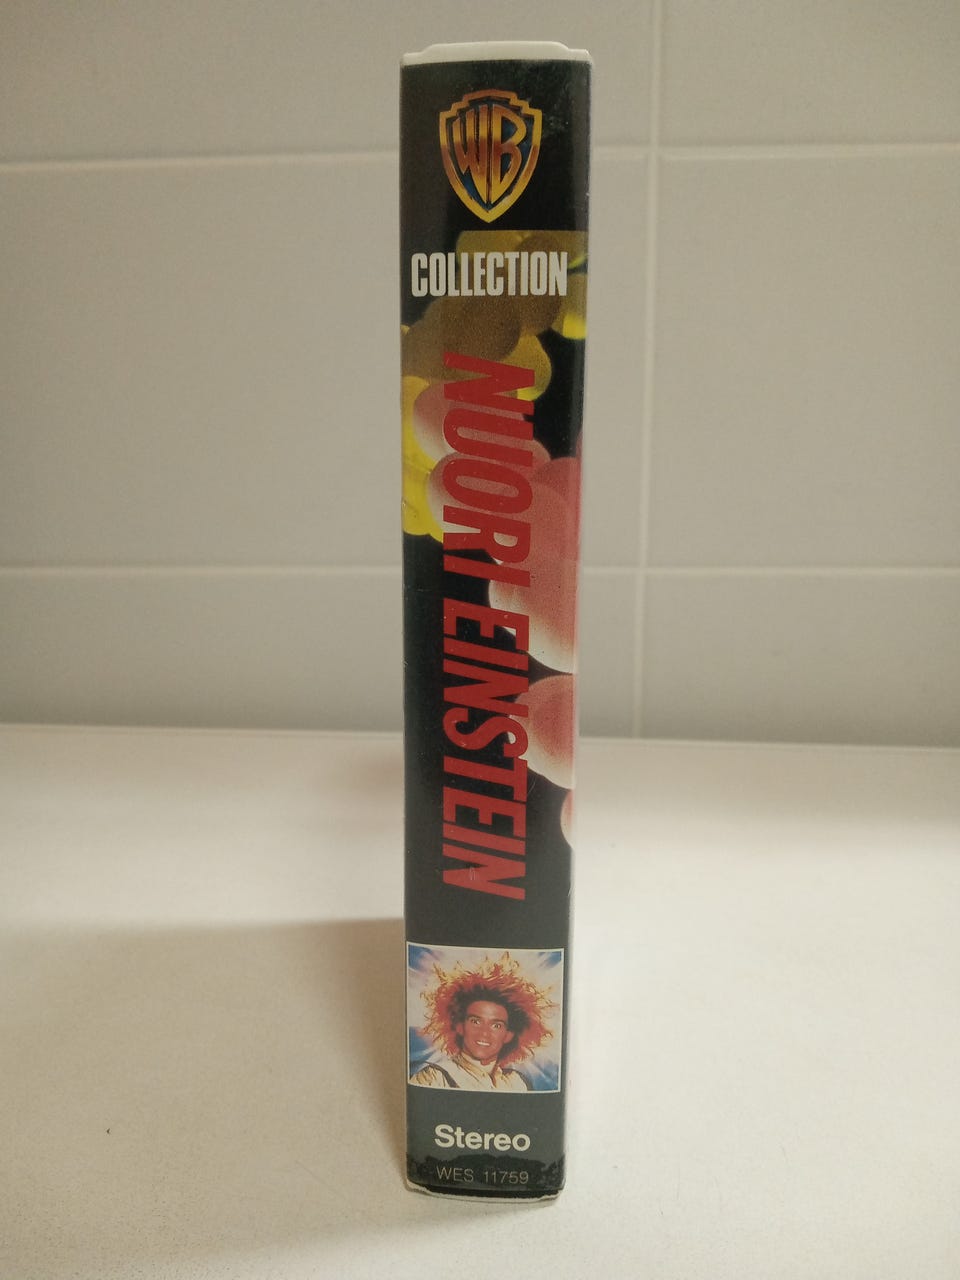 WB
COLLECTION
NUORI EINSTEIN
Stereo
WES 11759